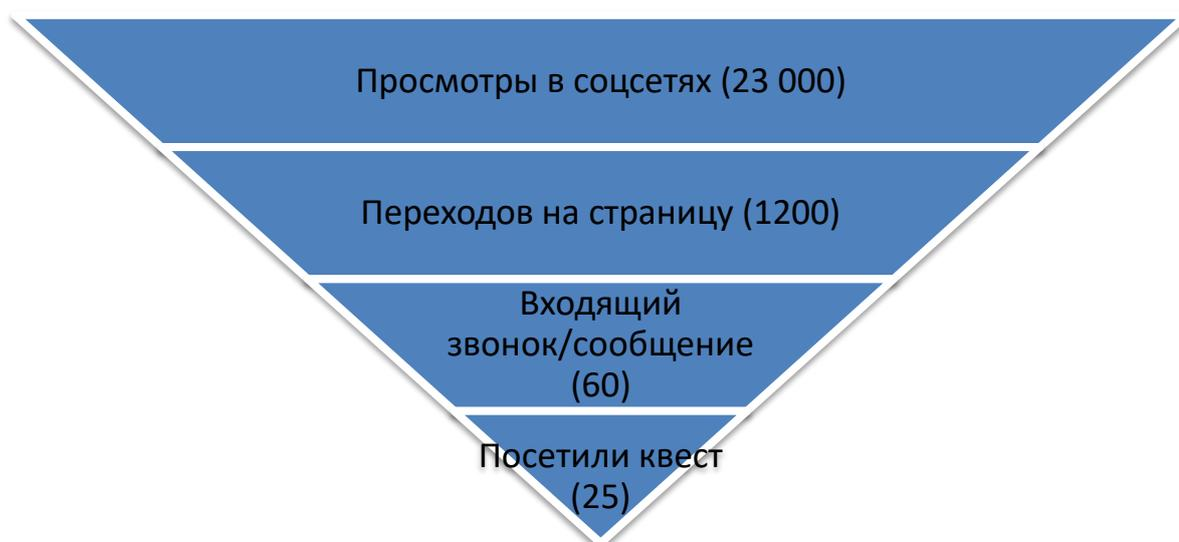 Просмотры в соцсетях (23 000)
Переходов на страницу (1200)
Входящий
звонок/сообщение
(60)
Посетили квест
(25)